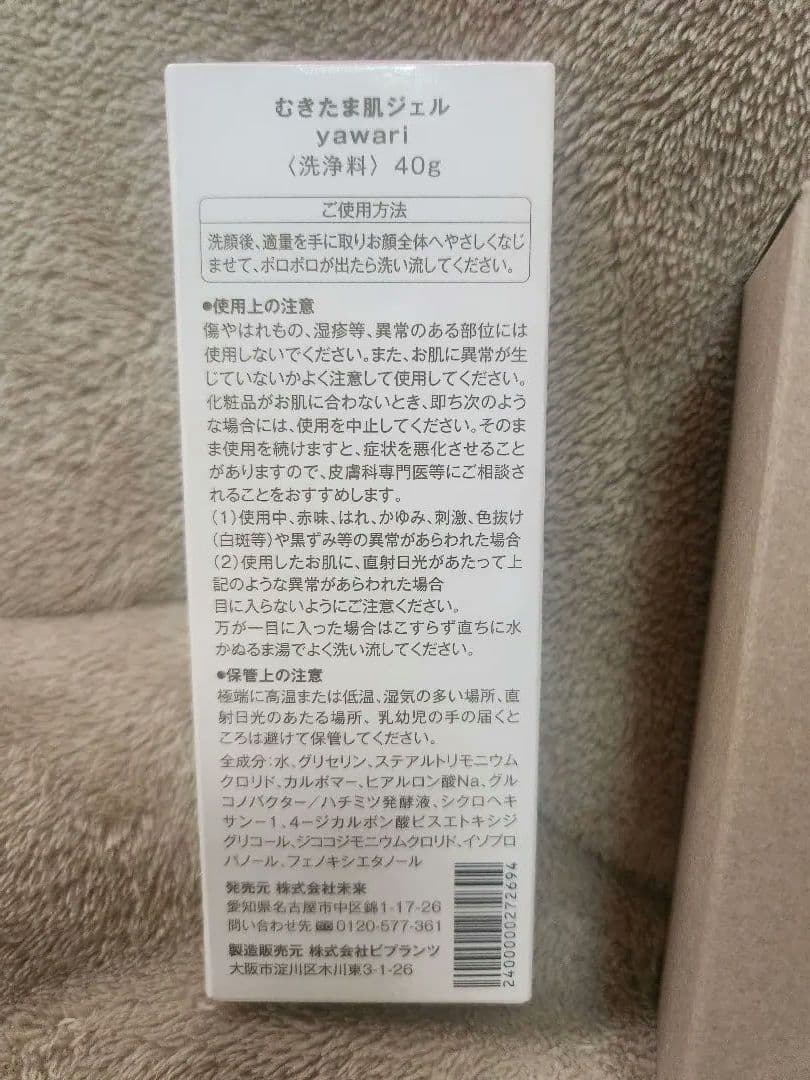 むきたま肌ジェル
yawari
〈洗浄料〉40g
ご使用方法
洗顔後、適量を手に取りお顔全体へやさしくなじ
ませて、ポロポロが出たら洗い流してください。
●使用上の注意
傷やはれもの、湿疹等、異常のある部位には
使用しないでください。また、お肌に異常が生
じていないかよく注意して使用してください。
化粧品がお肌に合わないとき、即ち次のよう
な場合には、使用を中止してください。そのま
ま使用を続けますと、症状を悪化させること
がありますので、皮膚科専門医等にご相談さ
れることをおすすめします。
(1)使用中、赤味、はれ、かゆみ、刺激、色抜け
(白斑等)や黒ずみ等の異常があらわれた場合
(2)使用したお肌に、直射日光があたって上
記のような異常があらわれた場合
目に入らないようにご注意ください。
万が一目に入った場合はこすらず直ちに水
かぬるま湯でよく洗い流してください。
●保管上の注意
極端に高温または低温、湿気の多い場所、直
射日光のあたる場所、乳幼児の手の届くと
ころは避けて保管してください。
全成分:水、グリセリン、ステアルトリモニウム
クロリド、カルボマー、ヒアルロン酸Na、グル
コノバクター/ハチミツ発酵液、シクロヘキ
サン-1、4-ジカルボン酸ビスエトキシジ
グリコール、ジココジモニウムクロリド、イソプロ
パノール、フェノキシエタノール
発売元 株式会社未来
愛知県名古屋市中区錦1-17-26
問い合わせ先 0120-577-361
製造販売元 株式会社ビプランツ
大阪市淀川区木川東3-1-26
2400000272694